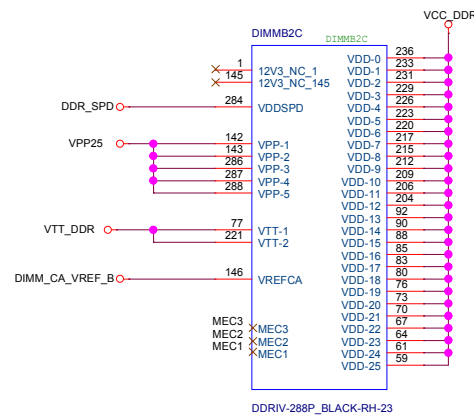 VCC_DDR
DIMMB2C
DIMMB2C
1 12V3_NC_1
145 12V3_NC_145
DDR_SPD 284 VDDSPD
VPP25 142 VPP-1
143 VPP-2
286 VPP-3
287 VPP-4
288 VPP-5
VTT_DDR 77 VTT-1
221 VTT-2
DIMM_CA_VREF_B 146 VREFCA
MEC3 MEC3
MEC2 MEC2
MEC1 MEC1
VDD-0 236
VDD-1 233
VDD-2 231
VDD-3 229
VDD-4 226
VDD-5 223
VDD-6 220
VDD-7 217
VDD-8 215
VDD-9 212
VDD-10 209
VDD-11 206
VDD-12 204
VDD-13 92
VDD-14 90
VDD-15 88
VDD-16 85
VDD-17 83
VDD-18 80
VDD-19 76
VDD-20 73
VDD-21 70
VDD-22 67
VDD-23 64
VDD-24 61
VDD-25 59
DDRIV-288P_BLACK-RH-23